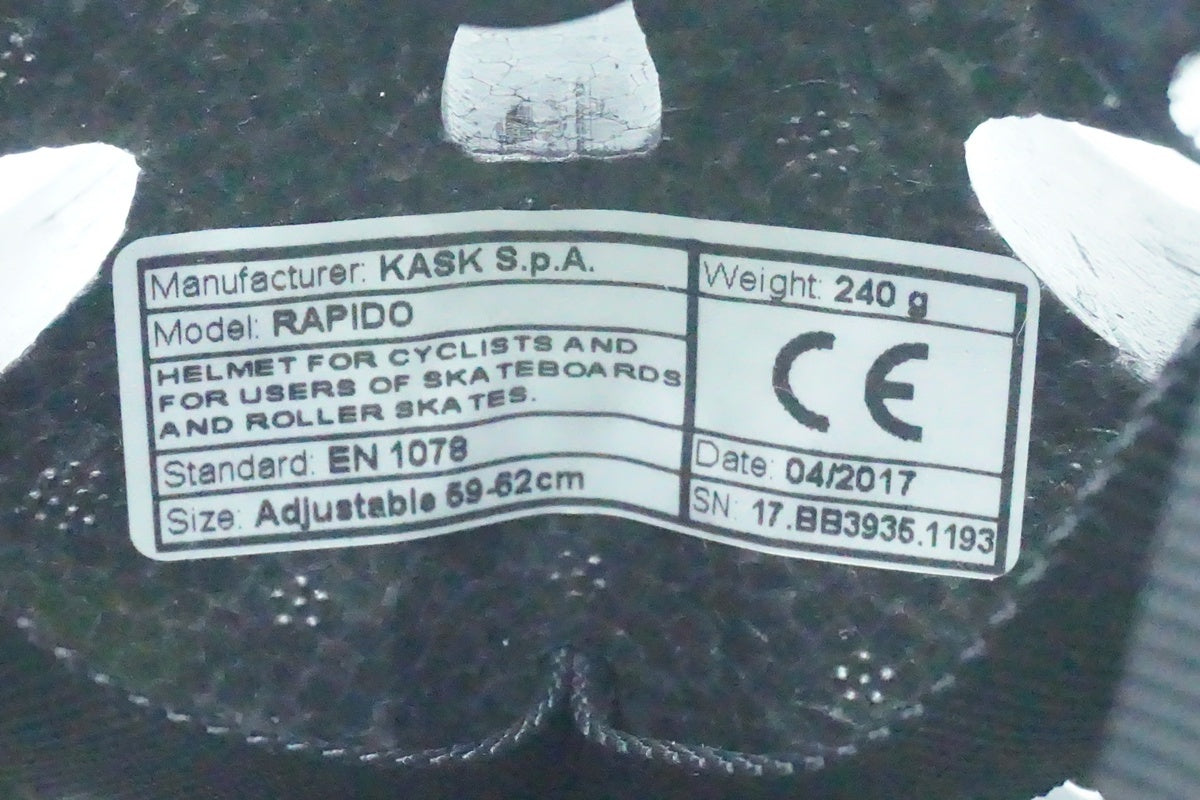 Manufacturer: KASK S.p.A.
Model: RAPIDO
HELMET FOR CYCLISTS AND
FOR USERS OF SKATEBOARDS
AND ROLLER SKATES.
Standard: EN 1078
Size: Adjustable 59-62cm
Weight: 240 g
CE
Date: 04/2017
SN: 17.BB3935.1193